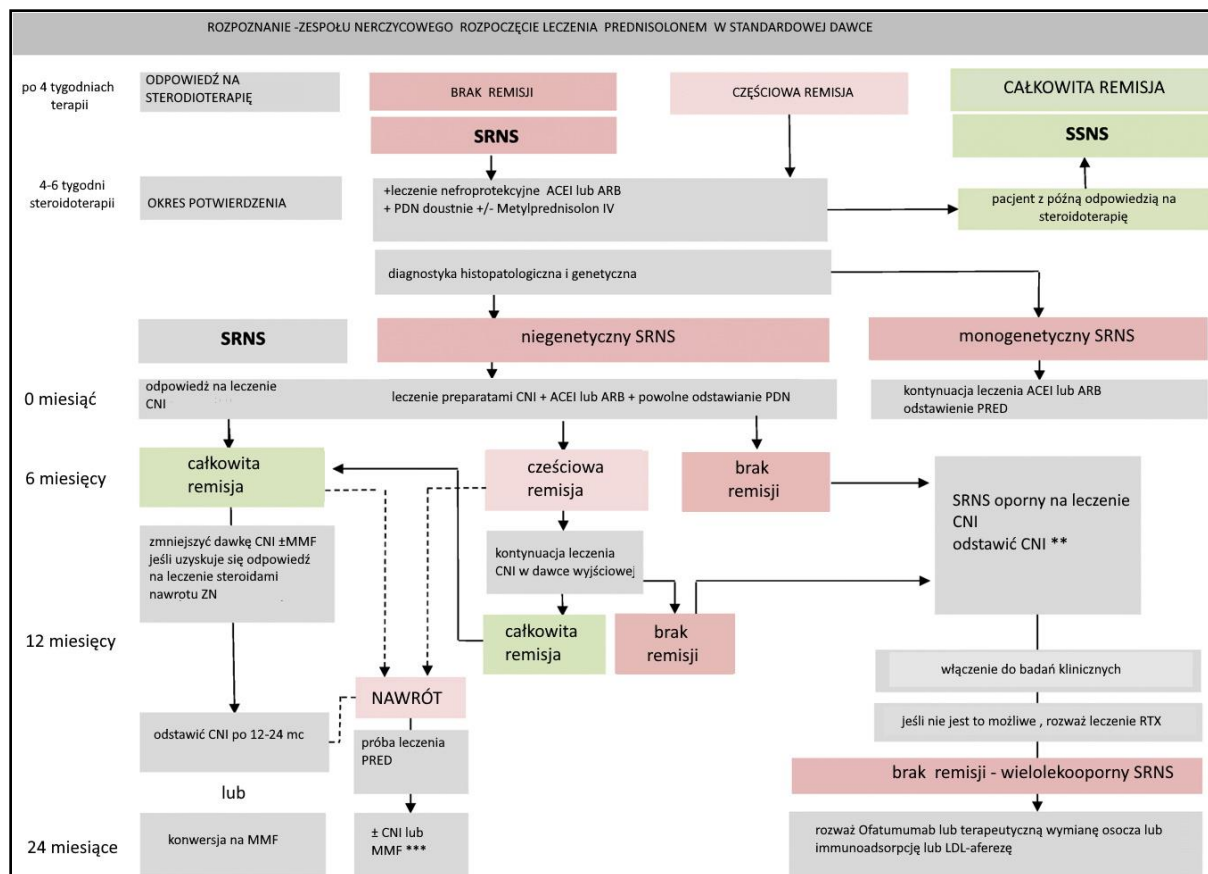 ROZPOZNANIE -ZESPOŁU NERCZYCOWEGO ROZPOCZĘCIE LECZENIA PREDNISOLONEM W STANDARDOWEJ DAWCE
po 4 tygodniach
terapii
ODPOWIEDŹ NA
STERODIOTERAPIĘ
BRAK REMISJI
CZĘŚCIOWA REMISJA
CAŁKOWITA REMISJA
SRNS
SSNS
4-6 tygodni
steroidoterapii
OKRES POTWIERDZENIA
+leczenie nefroprotekcyjne ACEI lub ARB
+ PDN doustnie +/- Metylprednisolon IV
pacjent z późną odpowiedzią na
steroidoterapię
diagnostyka histopatologiczna i genetyczna
SRNS
niegenetyczny SRNS
monogenetyczny SRNS
0 miesiąć
odpowiedż na leczenie
CNI
leczenie preparatami CNI + ACEI lub ARB + powolne odstawianie PDN
kontynuacja leczenia ACEI lub ARB
odstawienie PRED
6 miesięcy
całkowita
remisja
cześciowa
remisja
brak
remisji
SRNS oporny na leczenie
CNI
odstawić CNI **
zmniejszyć dawkę CNI ±MMF
jeśli uzyskuje się odpowiedź
na leczenie steroidami
nawrotu ZN
kontynuacja leczenia
CNI w dawce wyjściowej
12 miesięcy
całkowita
remisja
brak
remisji
włączenie do badań klinicznych
NAWRÓT
jeśli nie jest to możliwe , rozważ leczenie RTX
odstawić CNI po 12-24 mc
próba leczenia
PRED
brak remisji - wielolekooporny SRNS
lub
24 miesiące
konwersja na MMF
± CNI lub
MMF ***
rozważ Ofatumumab lub terapeutyczną wymianę osocza lub
immunoadsorpcję lub LDL-aferezę